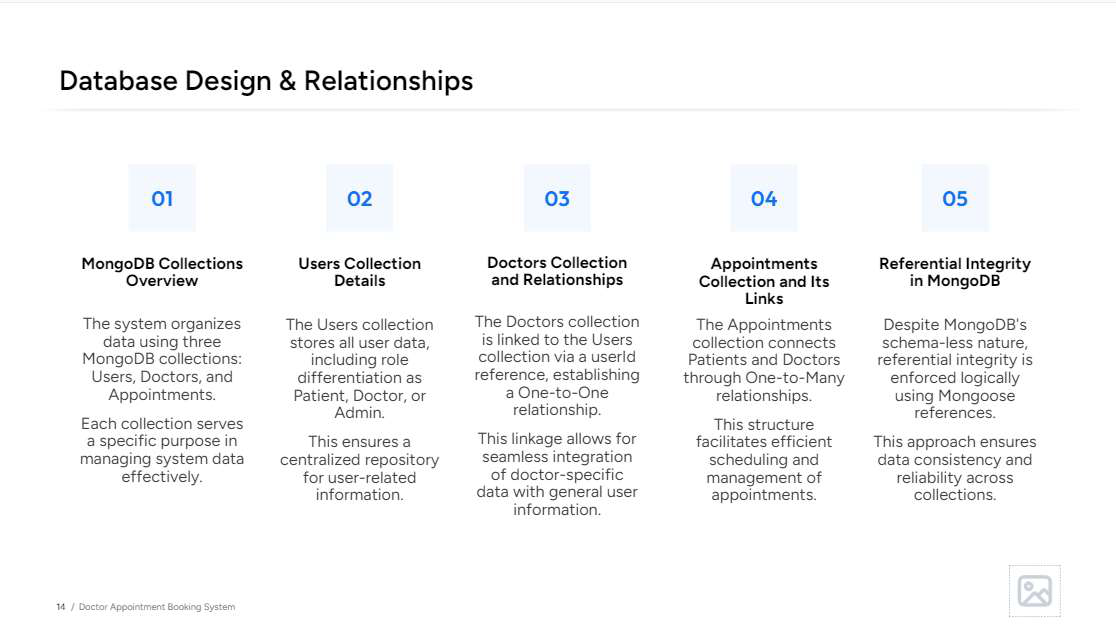 Database Design & Relationships
01
MongoDB Collections
Overview
The system organizes
data using three
MongoDB collections:
Users, Doctors, and
Appointments.
Each collection serves
a specific purpose in
managing system data
effectively.
02
Users Collection
Details
The Users collection
stores all user data,
including role
differentiation as
Patient, Doctor, or
Admin.
This ensures a
centralized repository
for user-related
information.
03
Doctors Collection
and Relationships
The Doctors collection
is linked to the Users
collection via a userId
reference, establishing
a One-to-One
relationship.
This linkage allows for
seamless integration
of doctor-specific
data with general user
information.
04
Appointments
Collection and Its
Links
The Appointments
collection connects
Patients and Doctors
through One-to-Many
relationships.
This structure
facilitates efficient
scheduling and
management of
appointments.
05
Referential Integrity
in MongoDB
Despite MongoDB's
schema-less nature,
referential integrity is
enforced logically
using Mongoose
references.
This approach ensures
data consistency and
reliability across
collections.
14 / Doctor Appointment Booking System